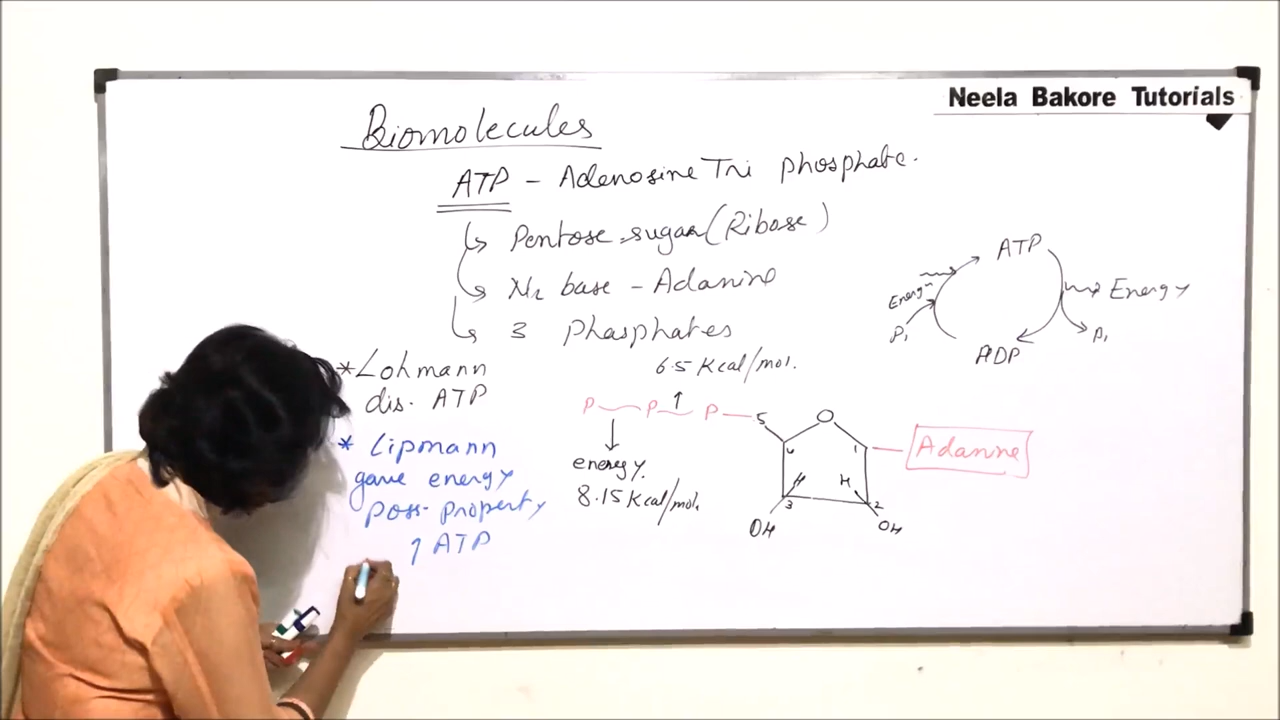 Neela Bakore Tutorials
Biomolecules
ATP - Adenosine Tri phosphate.
Pentose sugar (Ribose)
N2 base - Adanine
3 Phasphates
* Lohmann
dis. ATP
* Lipmann
gave energy
poss. property
ATP
6.5 Kcal/mol.
P P P 5 O
4 1 Adanine
energy.
8.15 Kcal/mol.
H H
3 2
OH OH
ATP
Energy
Energy
Pi Pi
ADP